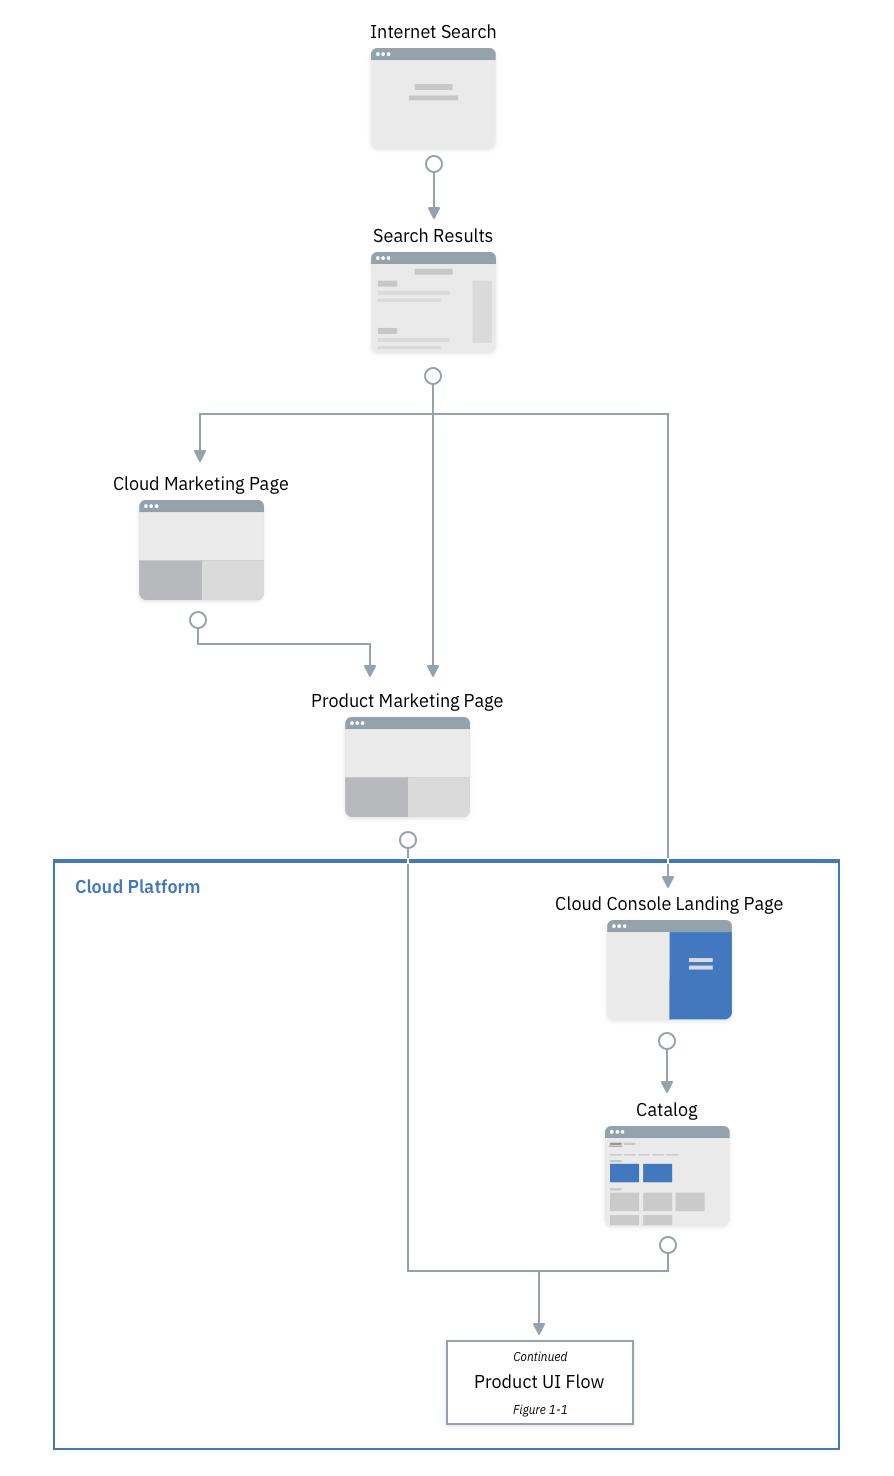 Internet Search
Search Results
Cloud Marketing Page
Product Marketing Page
Cloud Platform
Cloud Console Landing Page
Catalog
Continued
Product UI Flow
Figure 1-1